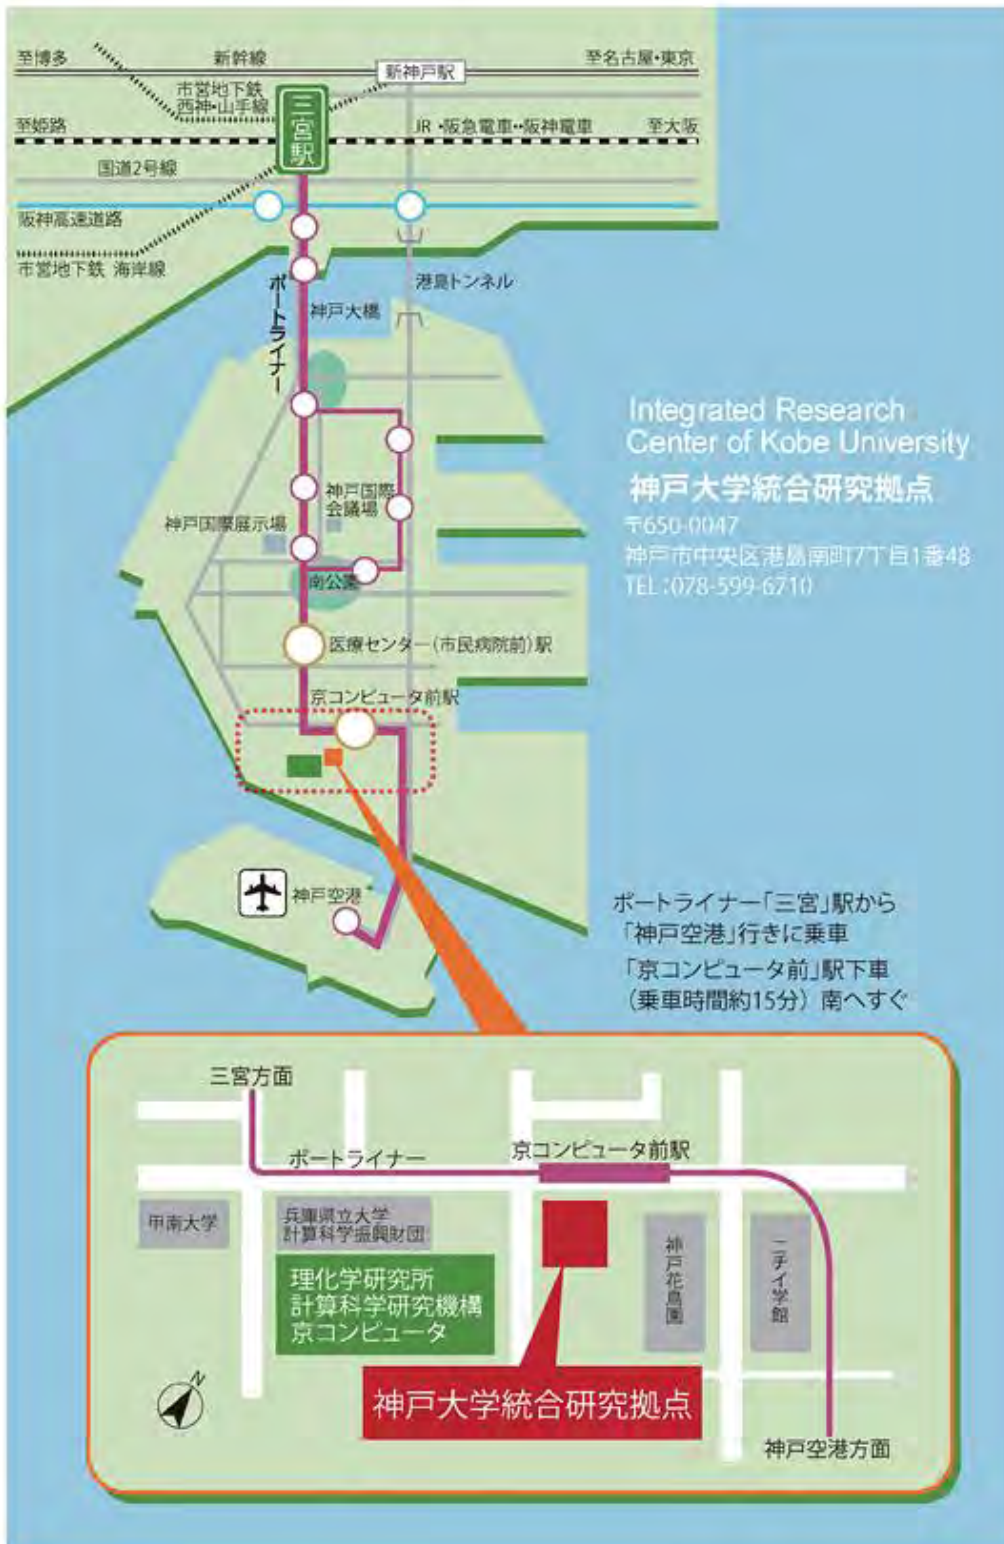 至博多
新幹線
至名古屋・東京
新神戸駅
市営地下鉄
西神・山手線
三宮駅
至姫路
JR・阪急電車・阪神電車
至大阪
国道2号線
阪神高速道路
市営地下鉄 海岸線
ポートライナー
神戸大橋
港島トンネル
Integrated Research
Center of Kobe University
神戸大学統合研究拠点
〒650-0047
神戸市中央区港島南町7丁目1番48
TEL:078-599-6710
神戸国際
会議場
神戸国際展示場
南公園
医療センター(市民病院前)駅
京コンピュータ前駅
神戸空港
ポートライナー「三宮」駅から
「神戸空港」行きに乗車
「京コンピュータ前」駅下車
(乗車時間約15分) 南へすぐ
三宮方面
ポートライナー
京コンピュータ前駅
甲南大学
兵庫県立大学
計算科学振興財団
理化学研究所
計算科学研究機構
京コンピュータ
神戸花鳥園
ニチイ学館
神戸大学統合研究拠点
N
神戸空港方面